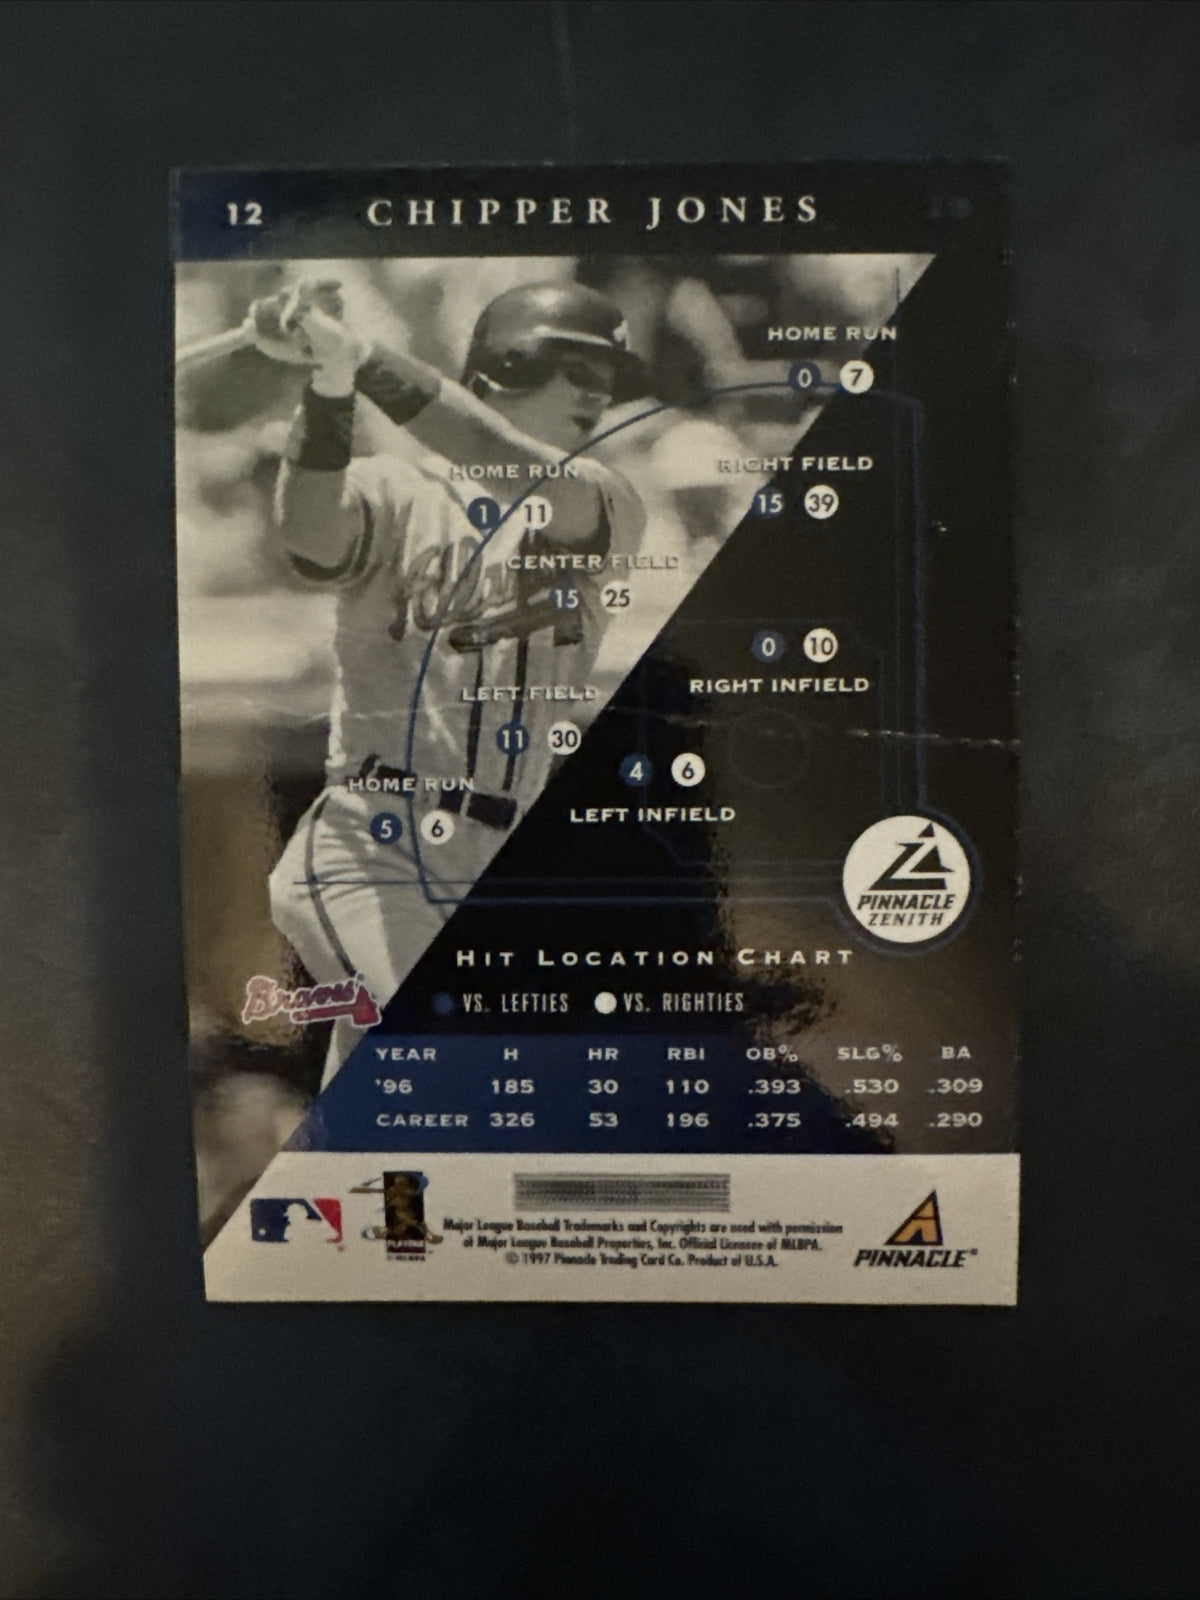 12 CHIPPER JONES
HOME RUN
0 7
HOME RUN
1 11
RIGHT FIELD
15 39
CENTER FIELD
15 25
0 10
RIGHT INFIELD
LEFT FIELD
11 30
4 6
LEFT INFIELD
HOME RUN
5 6
PINNACLE
ZENITH
HIT LOCATION CHART
Braves
VS. LEFTIES VS. RIGHTIES
YEAR H HR RBI OB% SLG% BA
'96 185 30 110 .393 .530 .309
CAREER 326 53 196 .375 .494 .290
Major League Baseball Trademarks and Copyrights are used with permission
of Major League Baseball Properties, Inc. Official Licensee of MLBPA.
© 1997 Pinnacle Trading Card Co. Product of U.S.A.
PLAYERS
© MLBPA
PINNACLE®